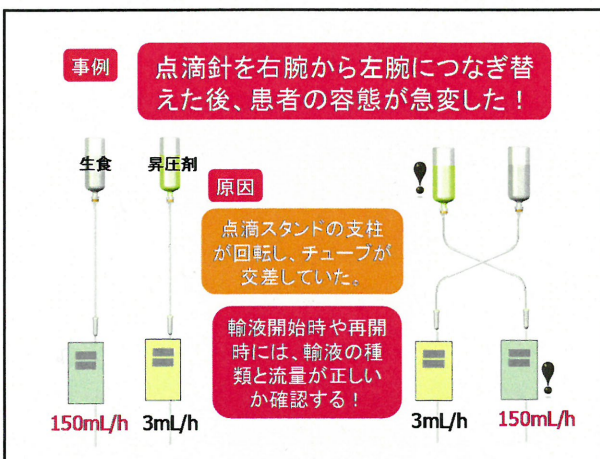 事例
点滴針を右腕から左腕につなぎ替
えた後、患者の容態が急変した！
生食
昇圧剤
原因
点滴スタンドの支柱
が回転し、チューブが
交差していた。
輸液開始時や再開
時には、輸液の種
類と流量が正しい
か確認する！
150mL/h
3mL/h
3mL/h
150mL/h